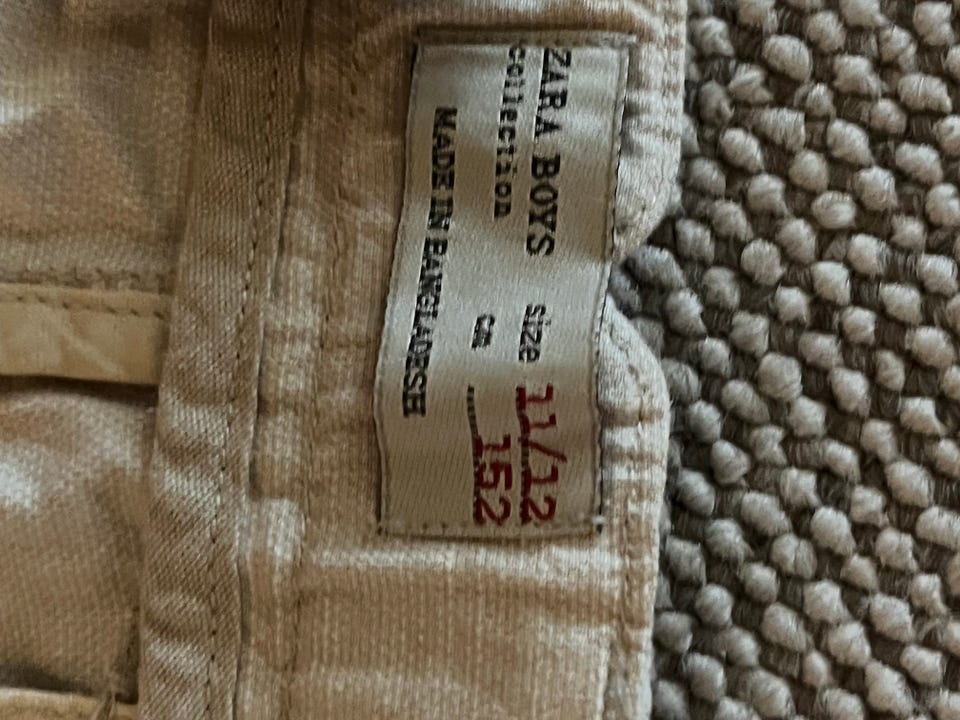 ZARA BOYS size 11/12
Collection cm 152
MADE IN BANGLADESH